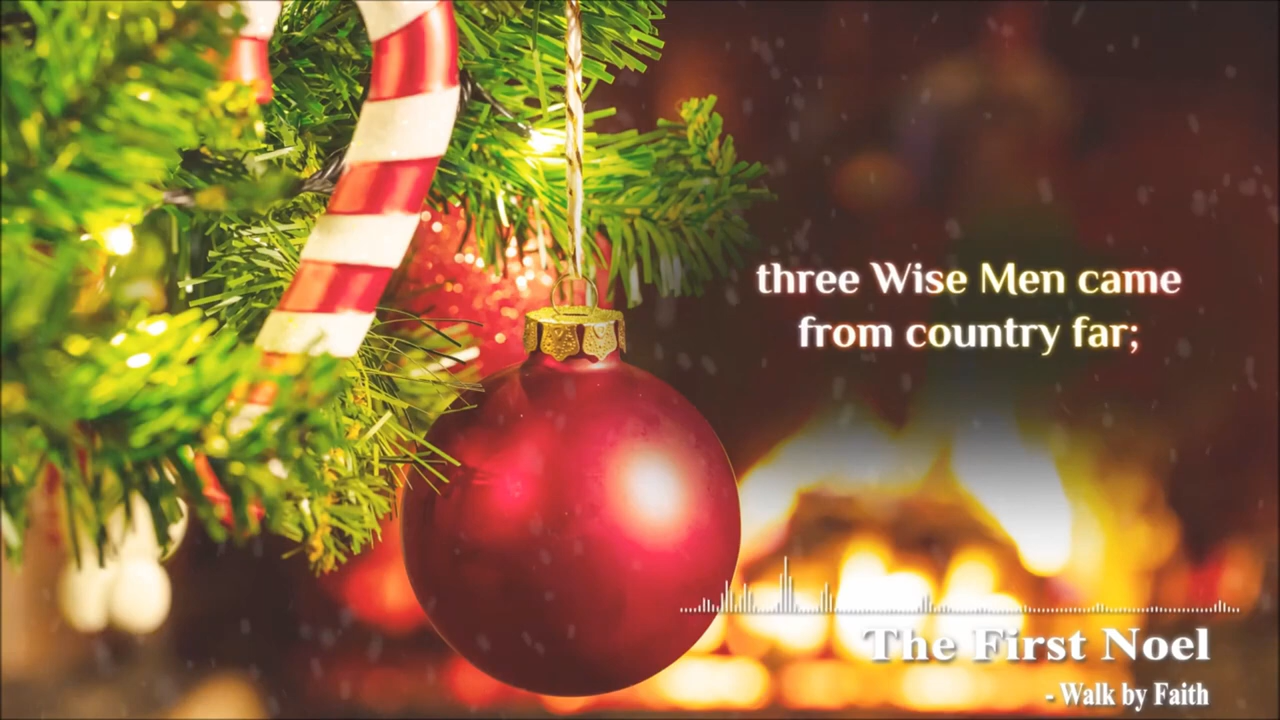 three Wise Men came
from country far;
The First Noel
- Walk by Faith